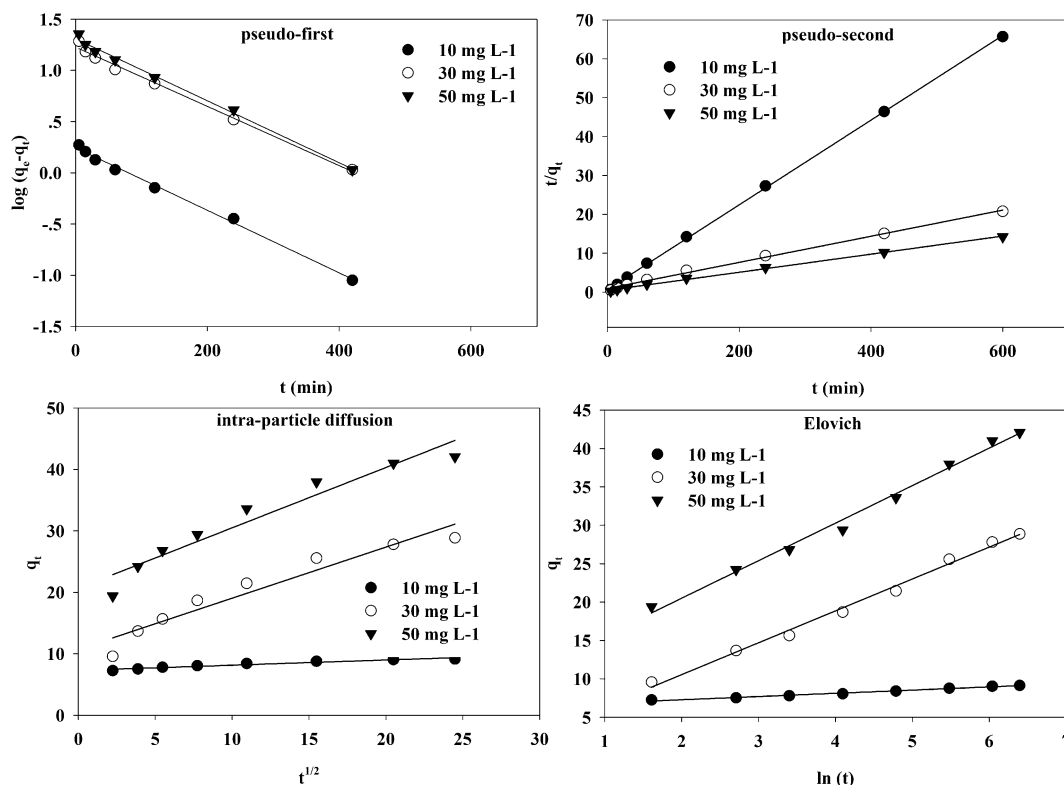 pseudo-first
10 mg L-1
30 mg L-1
50 mg L-1
1.5
1.0
.5
0.0
-.5
-1.0
-1.5
log (qe-qt)
0
200
400
600
t (min)
pseudo-second
10 mg L-1
30 mg L-1
50 mg L-1
70
60
50
40
30
20
10
0
t/qt
0
200
400
600
t (min)
intra-particle diffusion
50
40
30
20
10
0
qt
10 mg L-1
30 mg L-1
50 mg L-1
0
5
10
15
20
25
30
t1/2
Elovich
10 mg L-1
30 mg L-1
50 mg L-1
45
40
35
30
25
20
15
10
5
qt
1
2
3
4
5
6
ln (t)